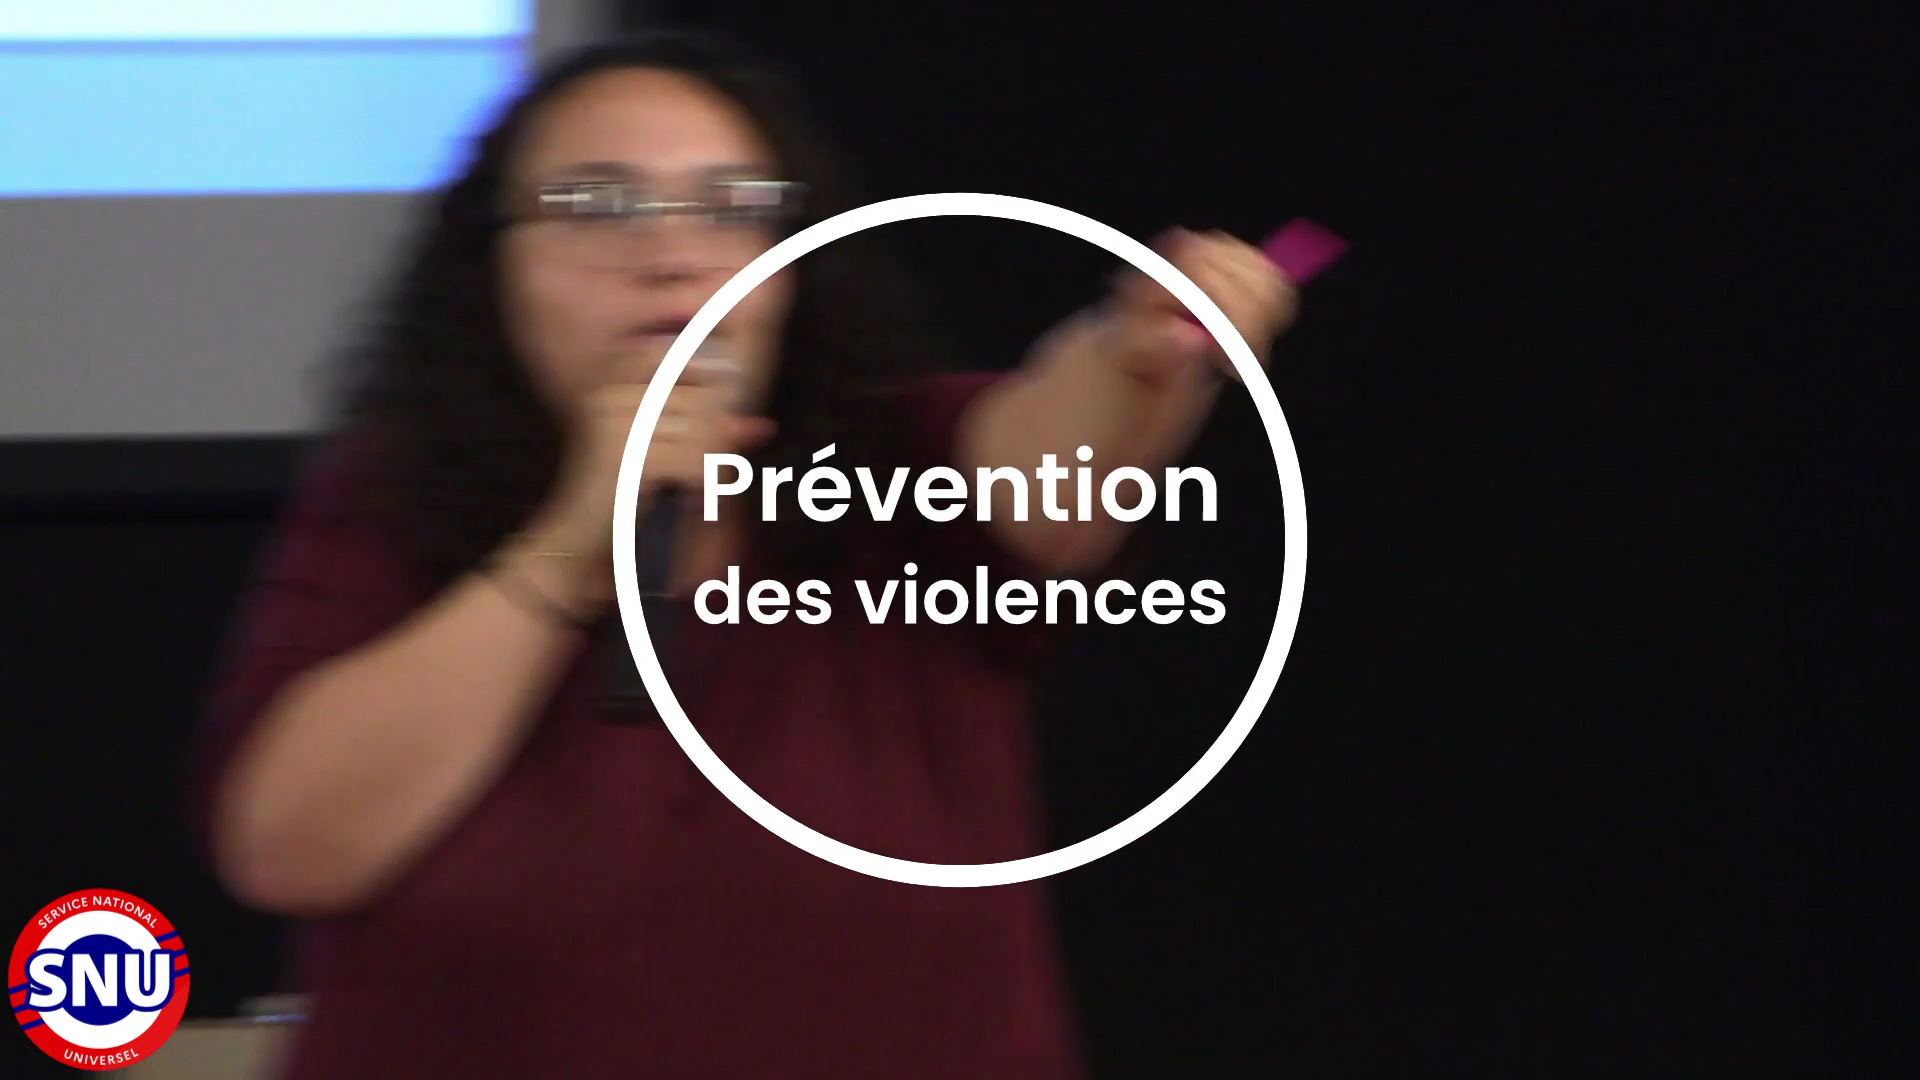 Prévention
des violences
SERVICE NATIONAL
SNU
UNIVERSEL